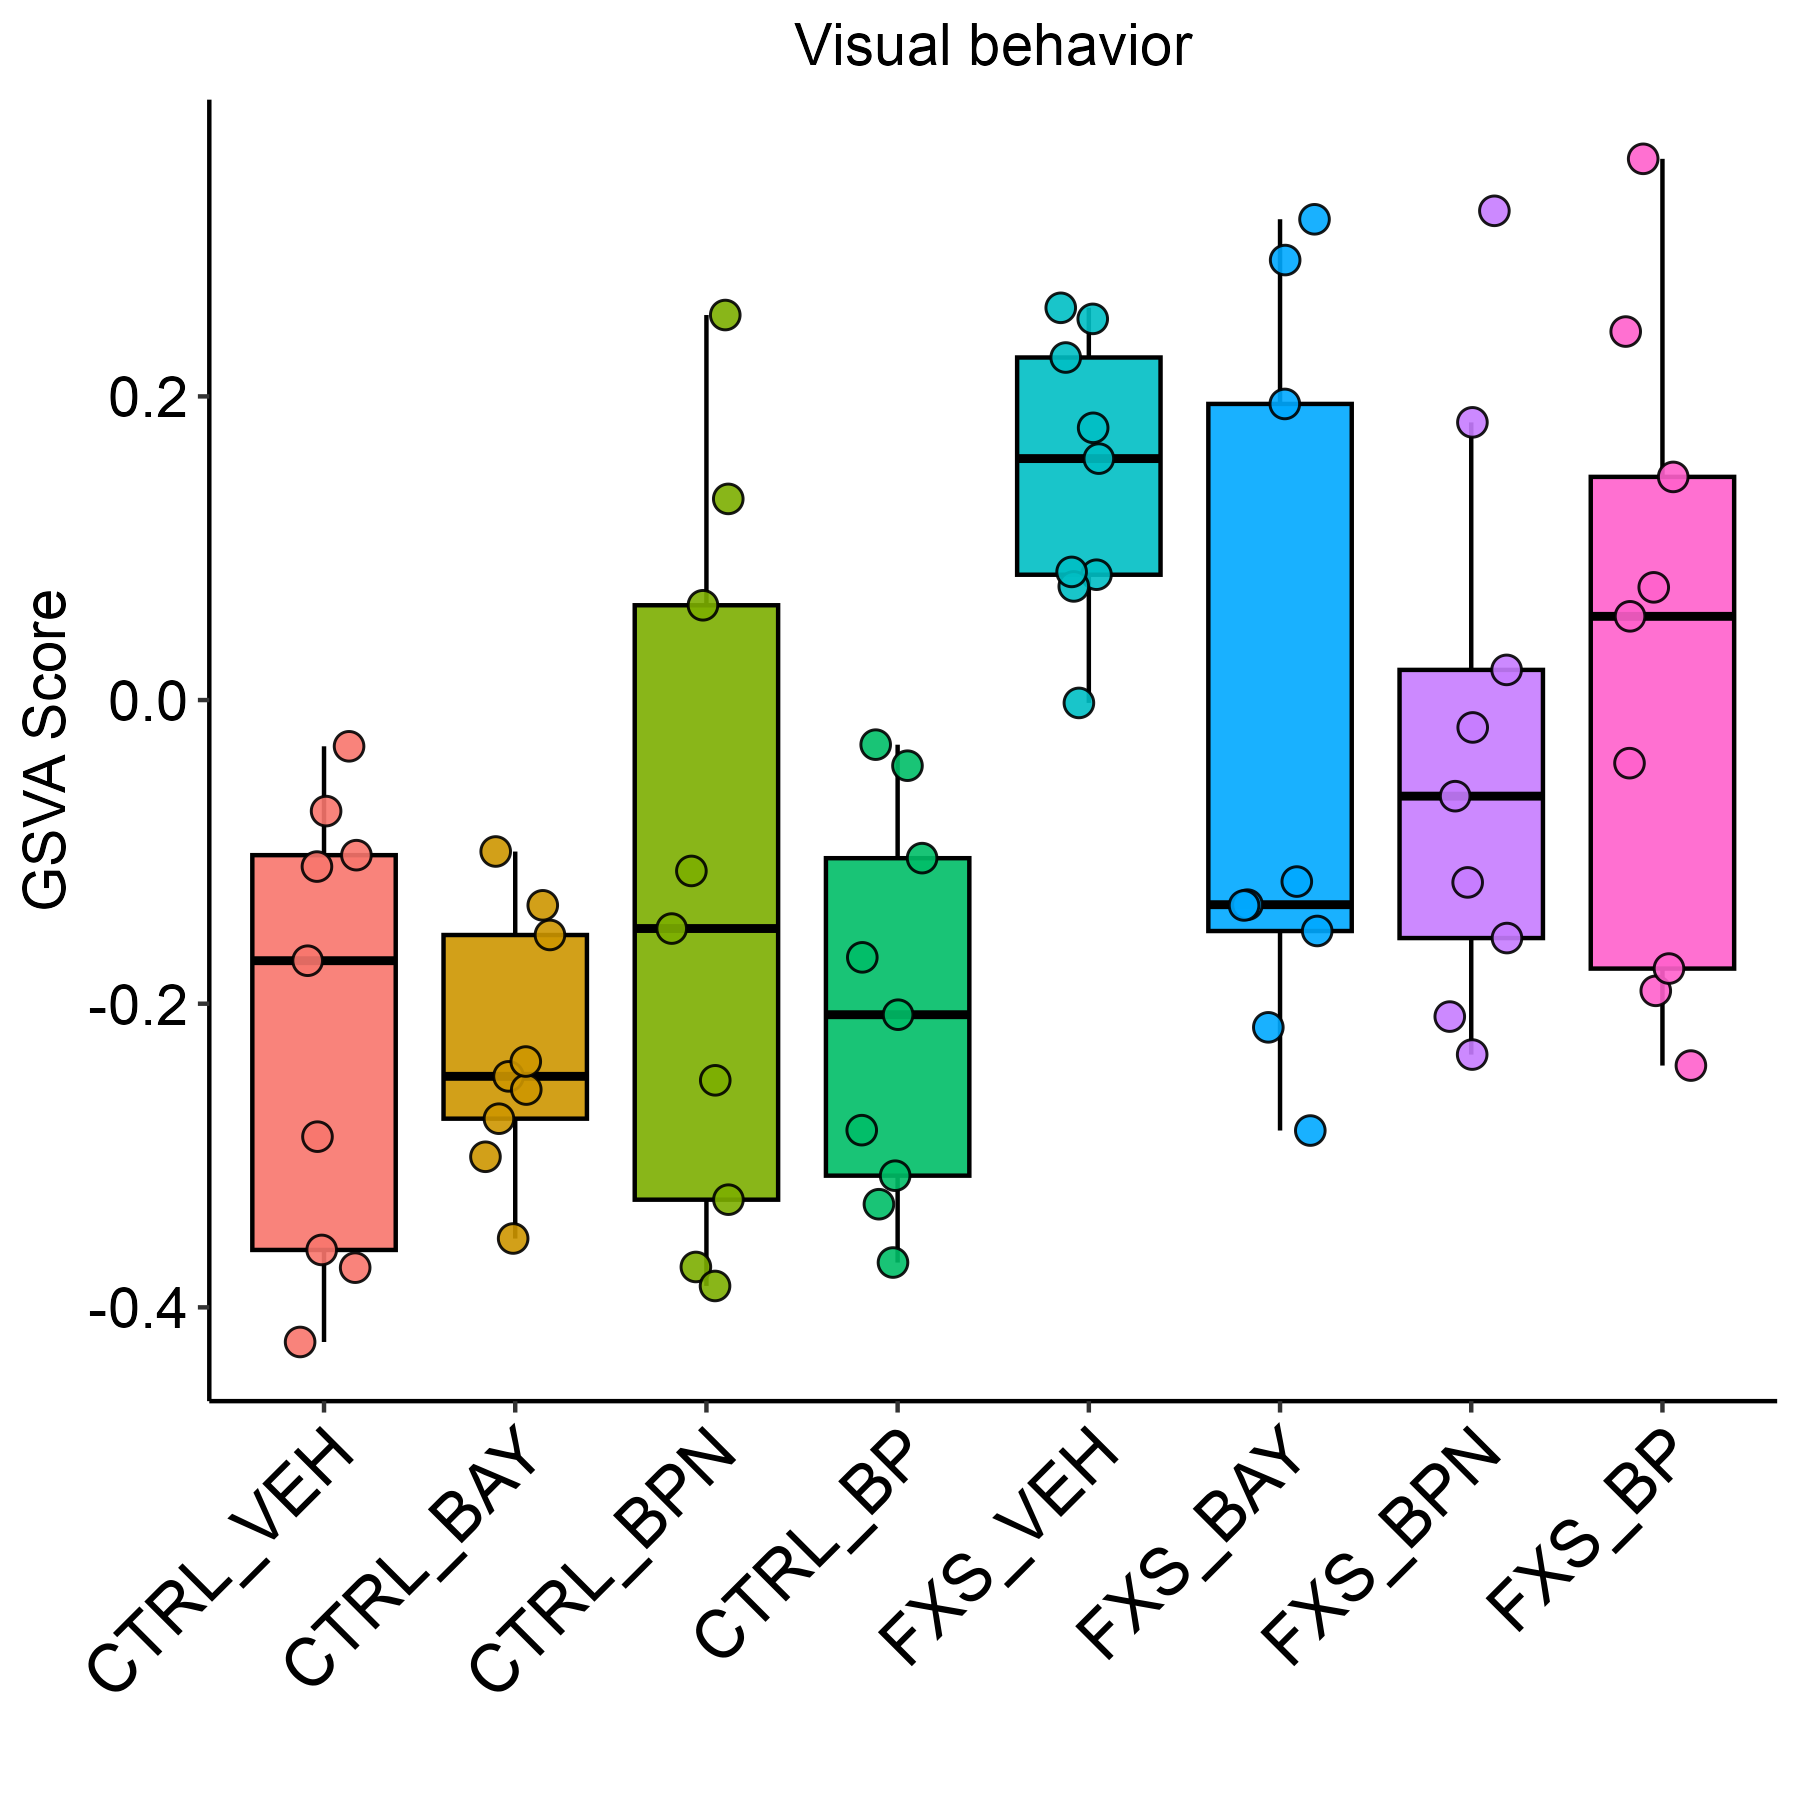 Visual behavior
GSVA Score
0.2
0.0
-0.2
-0.4
CTRL_VEH
CTRL_BAY
CTRL_BPN
CTRL_BP
FXS_VEH
FXS_BAY
FXS_BPN
FXS_BP